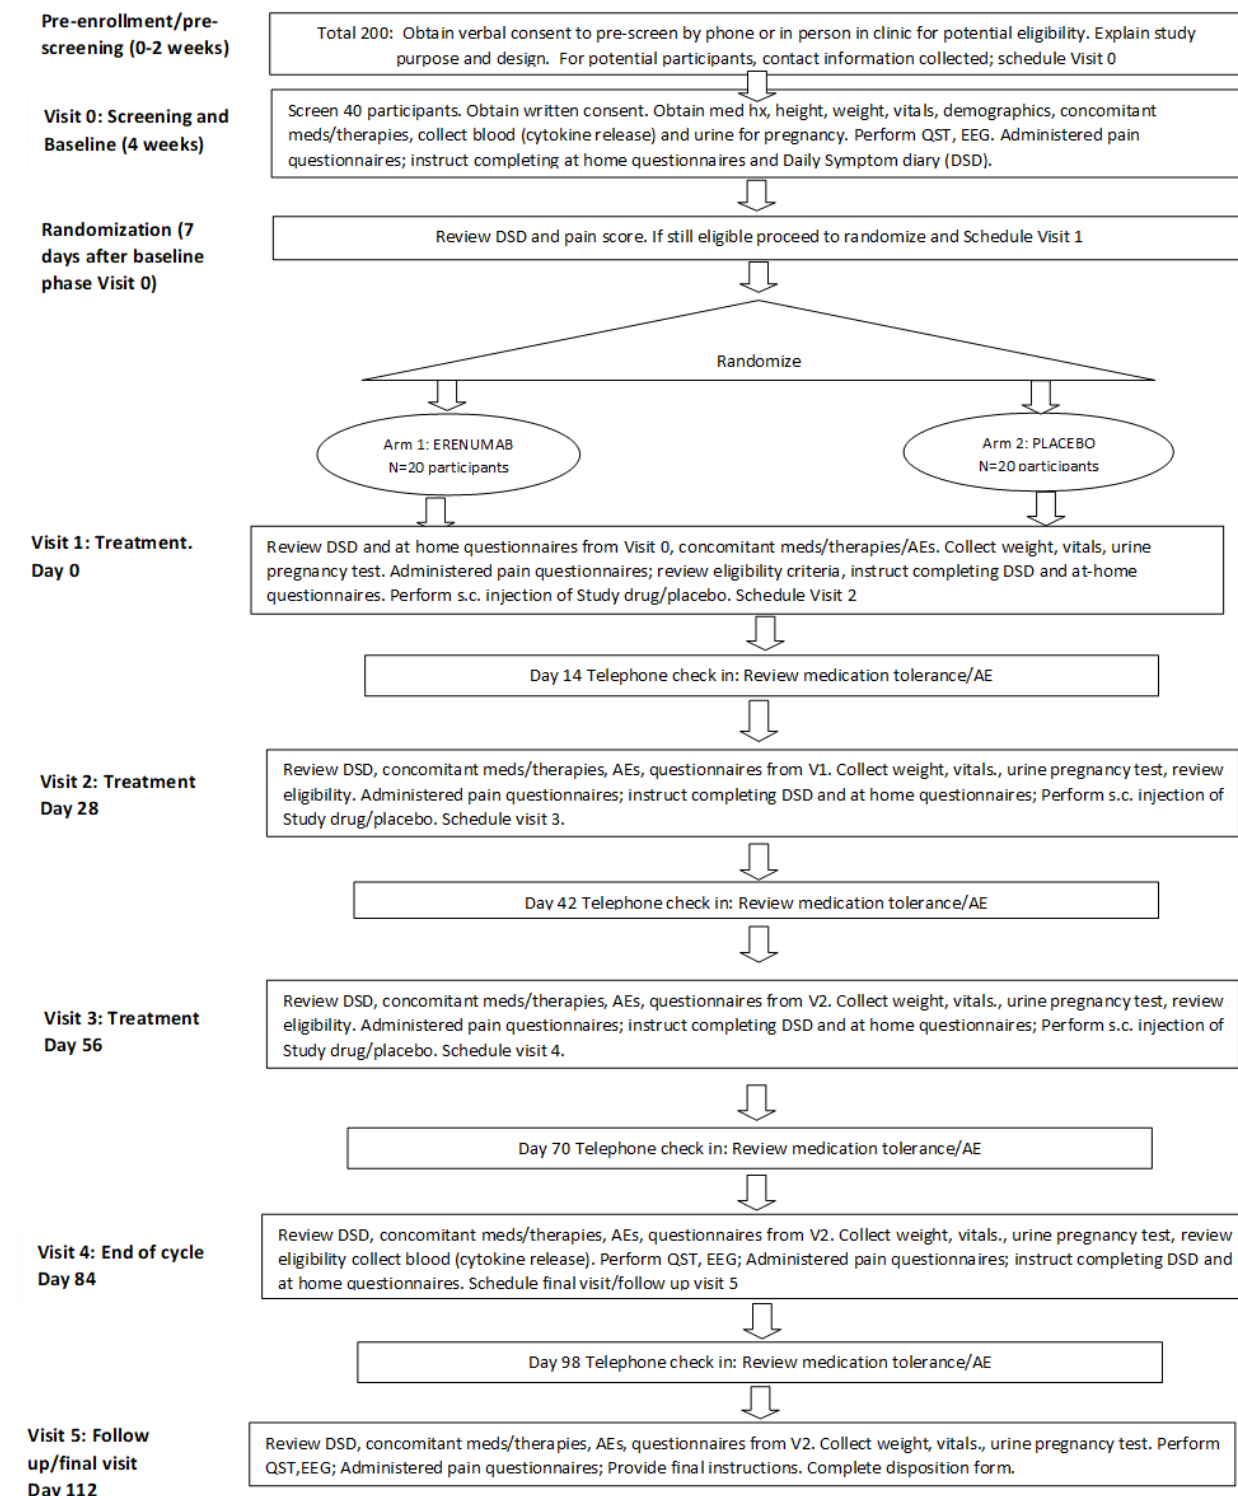 Pre-enrollment/pre-
screening (0-2 weeks)
Total 200:  Obtain verbal consent to pre-screen by phone or in person in clinic for potential eligibility. Explain study
purpose and design.  For potential participants, contact information collected; schedule Visit 0
Visit 0: Screening and
Baseline (4 weeks)
Screen 40 participants. Obtain written consent. Obtain med hx, height, weight, vitals, demographics, concomitant
meds/therapies, collect blood (cytokine release) and urine for pregnancy. Perform QST, EEG. Administered pain
questionnaires; instruct completing at home questionnaires and Daily Symptom diary (DSD).
Randomization (7
days after baseline
phase Visit 0)
Review DSD and pain score. If still eligible proceed to randomize and Schedule Visit 1
Randomize
Arm 1: ERENUMAB
N=20 participants
Arm 2: PLACEBO
N=20 participants
Visit 1: Treatment.
Day 0
Review DSD and at home questionnaires from Visit 0, concomitant meds/therapies/AEs. Collect weight, vitals, urine
pregnancy test. Administered pain questionnaires; review eligibility criteria, instruct completing DSD and at-home
questionnaires. Perform s.c. injection of Study drug/placebo. Schedule Visit 2
Day 14 Telephone check in: Review medication tolerance/AE
Visit 2: Treatment
Day 28
Review DSD, concomitant meds/therapies, AEs, questionnaires from V1. Collect weight, vitals., urine pregnancy test, review
eligibility. Administered pain questionnaires; instruct completing DSD and at home questionnaires; Perform s.c. injection of
Study drug/placebo. Schedule visit 3.
Day 42 Telephone check in: Review medication tolerance/AE
Visit 3: Treatment
Day 56
Review DSD, concomitant meds/therapies, AEs, questionnaires from V2. Collect weight, vitals., urine pregnancy test, review
eligibility. Administered pain questionnaires; instruct completing DSD and at home questionnaires; Perform s.c. injection of
Study drug/placebo. Schedule visit 4.
Day 70 Telephone check in: Review medication tolerance/AE
Visit 4: End of cycle
Day 84
Review DSD, concomitant meds/therapies, AEs, questionnaires from V2. Collect weight, vitals., urine pregnancy test, review
eligibility collect blood (cytokine release). Perform QST, EEG; Administered pain questionnaires; instruct completing DSD and
at home questionnaires. Schedule final visit/follow up visit 5
Day 98 Telephone check in: Review medication tolerance/AE
Visit 5: Follow
up/final visit
Day 112
Review DSD, concomitant meds/therapies, AEs, questionnaires from V2. Collect weight, vitals., urine pregnancy test. Perform
QST,EEG; Administered pain questionnaires; Provide final instructions. Complete disposition form.